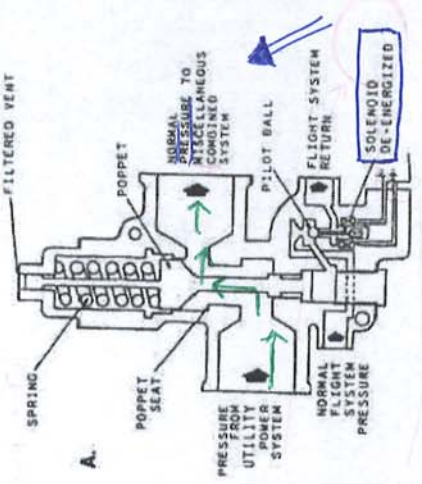 A.
FILTERED VENT
SPRING
POPPET
POPPET
SEAT
NORMAL
PRESSURE TO
MISCELLANEOUS
COMBINED
SYSTEM
PRESSURE
FROM
UTILITY
POWER
SYSTEM
PILOT BALL
FLIGHT SYSTEM
RETURN
NORMAL
FLIGHT
SYSTEM
PRESSURE
SOLENOID
DE-ENERGIZED